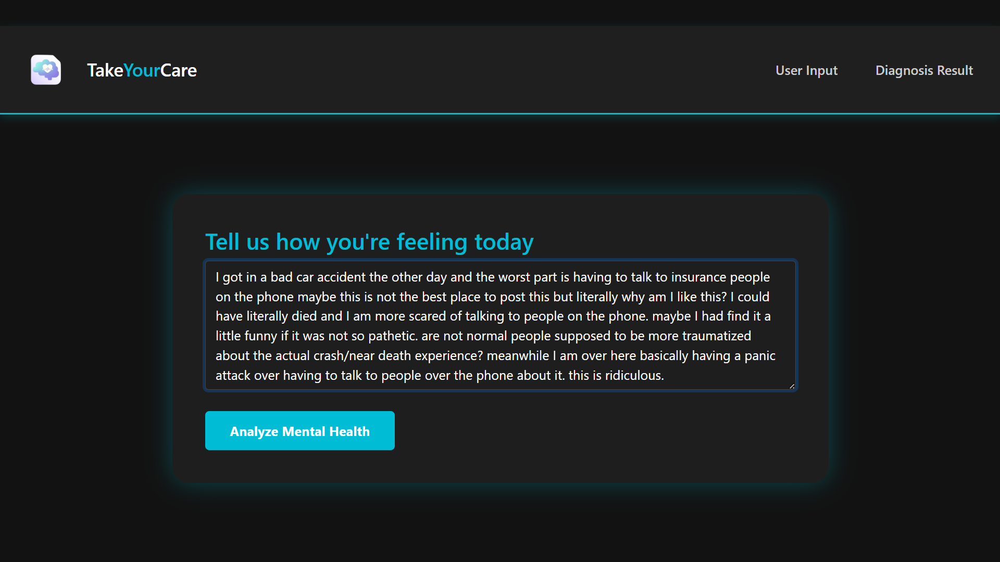 TakeYourCare
User Input
Diagnosis Result
Tell us how you're feeling today
I got in a bad car accident the other day and the worst part is having to talk to insurance people
on the phone maybe this is not the best place to post this but literally why am I like this? I could
have literally died and I am more scared of talking to people on the phone. maybe I had find it a
little funny if it was not so pathetic. are not normal people supposed to be more traumatized
about the actual crash/near death experience? meanwhile I am over here basically having a panic
attack over having to talk to people over the phone about it. this is ridiculous.
Analyze Mental Health